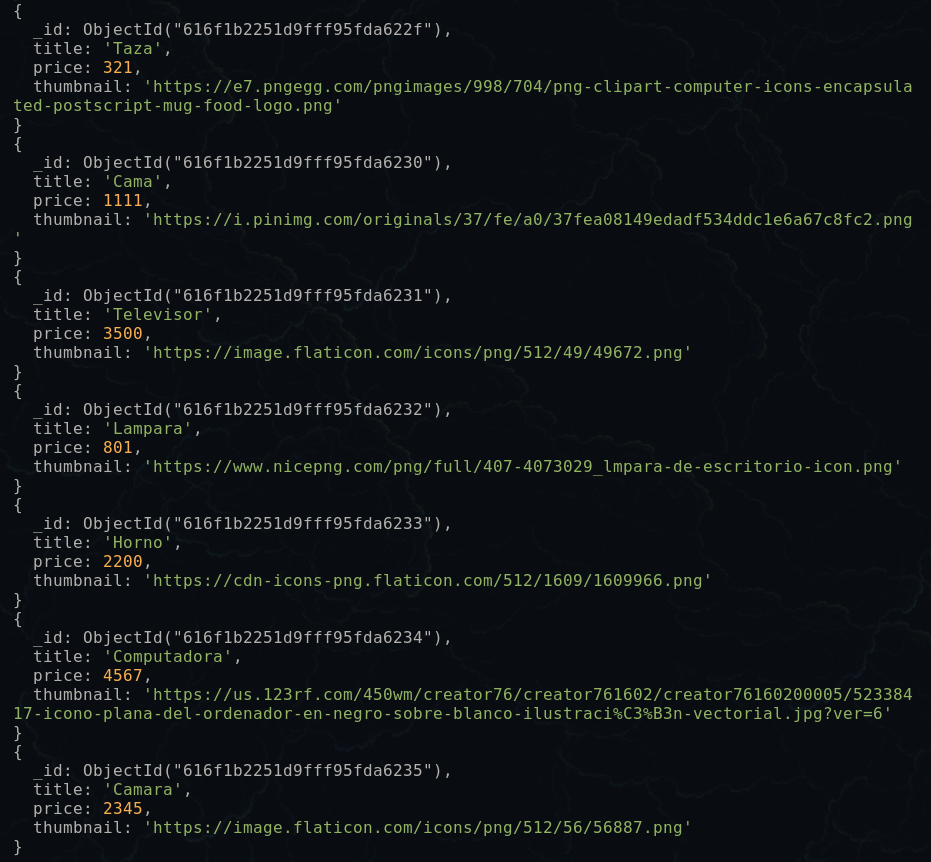 {
  _id: ObjectId("616f1b2251d9fff95fda622f"),
  title: 'Taza',
  price: 321,
  thumbnail: 'https://e7.pngegg.com/pngimages/998/704/png-clipart-computer-icons-encapsula
ted-postscript-mug-food-logo.png'
}
{
  _id: ObjectId("616f1b2251d9fff95fda6230"),
  title: 'Cama',
  price: 1111,
  thumbnail: 'https://i.pinimg.com/originals/37/fe/a0/37fea08149edadf534ddc1e6a67c8fc2.png
'
}
{
  _id: ObjectId("616f1b2251d9fff95fda6231"),
  title: 'Televisor',
  price: 3500,
  thumbnail: 'https://image.flaticon.com/icons/png/512/49/49672.png'
}
{
  _id: ObjectId("616f1b2251d9fff95fda6232"),
  title: 'Lampara',
  price: 801,
  thumbnail: 'https://www.nicepng.com/png/full/407-4073029_lmpara-de-escritorio-icon.png'
}
{
  _id: ObjectId("616f1b2251d9fff95fda6233"),
  title: 'Horno',
  price: 2200,
  thumbnail: 'https://cdn-icons-png.flaticon.com/512/1609/1609966.png'
}
{
  _id: ObjectId("616f1b2251d9fff95fda6234"),
  title: 'Computadora',
  price: 4567,
  thumbnail: 'https://us.123rf.com/450wm/creator76/creator761602/creator76160200005/523384
17-icono-plana-del-ordenador-en-negro-sobre-blanco-ilustraci%C3%B3n-vectorial.jpg?ver=6'
}
{
  _id: ObjectId("616f1b2251d9fff95fda6235"),
  title: 'Camara',
  price: 2345,
  thumbnail: 'https://image.flaticon.com/icons/png/512/56/56887.png'
}